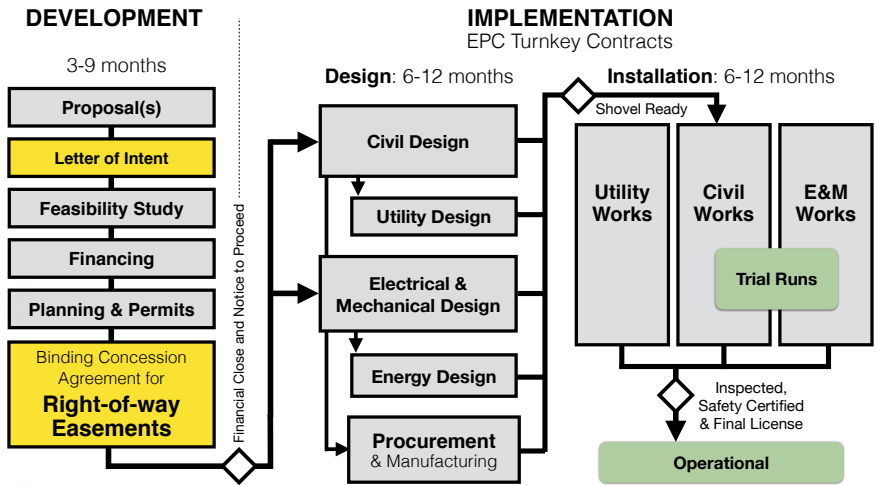 DEVELOPMENT
3-9 months
Proposal(s)
Letter of Intent
Feasibility Study
Financing
Planning & Permits
Binding Concession
Agreement for
Right-of-way
Easements
Financial Close and Notice to Proceed
IMPLEMENTATION
EPC Turnkey Contracts
Design: 6-12 months
Civil Design
Utility Design
Electrical &
Mechanical Design
Energy Design
Procurement
& Manufacturing
Installation: 6-12 months
Shovel Ready
Utility
Works
Civil
Works
E&M
Works
Trial Runs
Inspected,
Safety Certified
& Final License
Operational